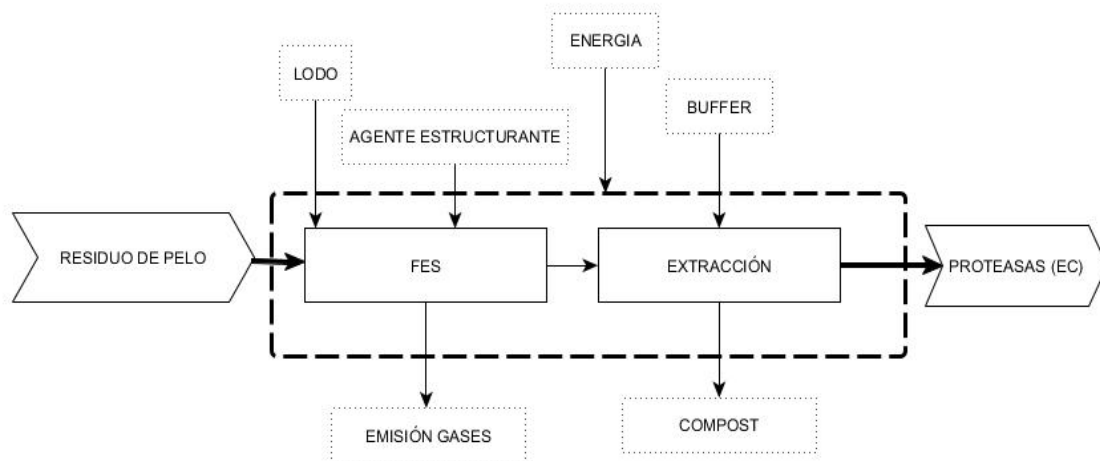 ENERGIA
LODO
BUFFER
AGENTE ESTRUCTURANTE
RESIDUO DE PELO
FES
EXTRACCIÓN
PROTEASAS (EC)
EMISIÓN GASES
COMPOST